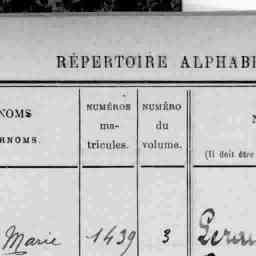 RÉPERTOIRE ALPHABE
NOMS
NUMÉROS
NUMÉRO
ma-
du
RNOMS.
tricules.
volume.
(Il doit être
Marie 1439 3